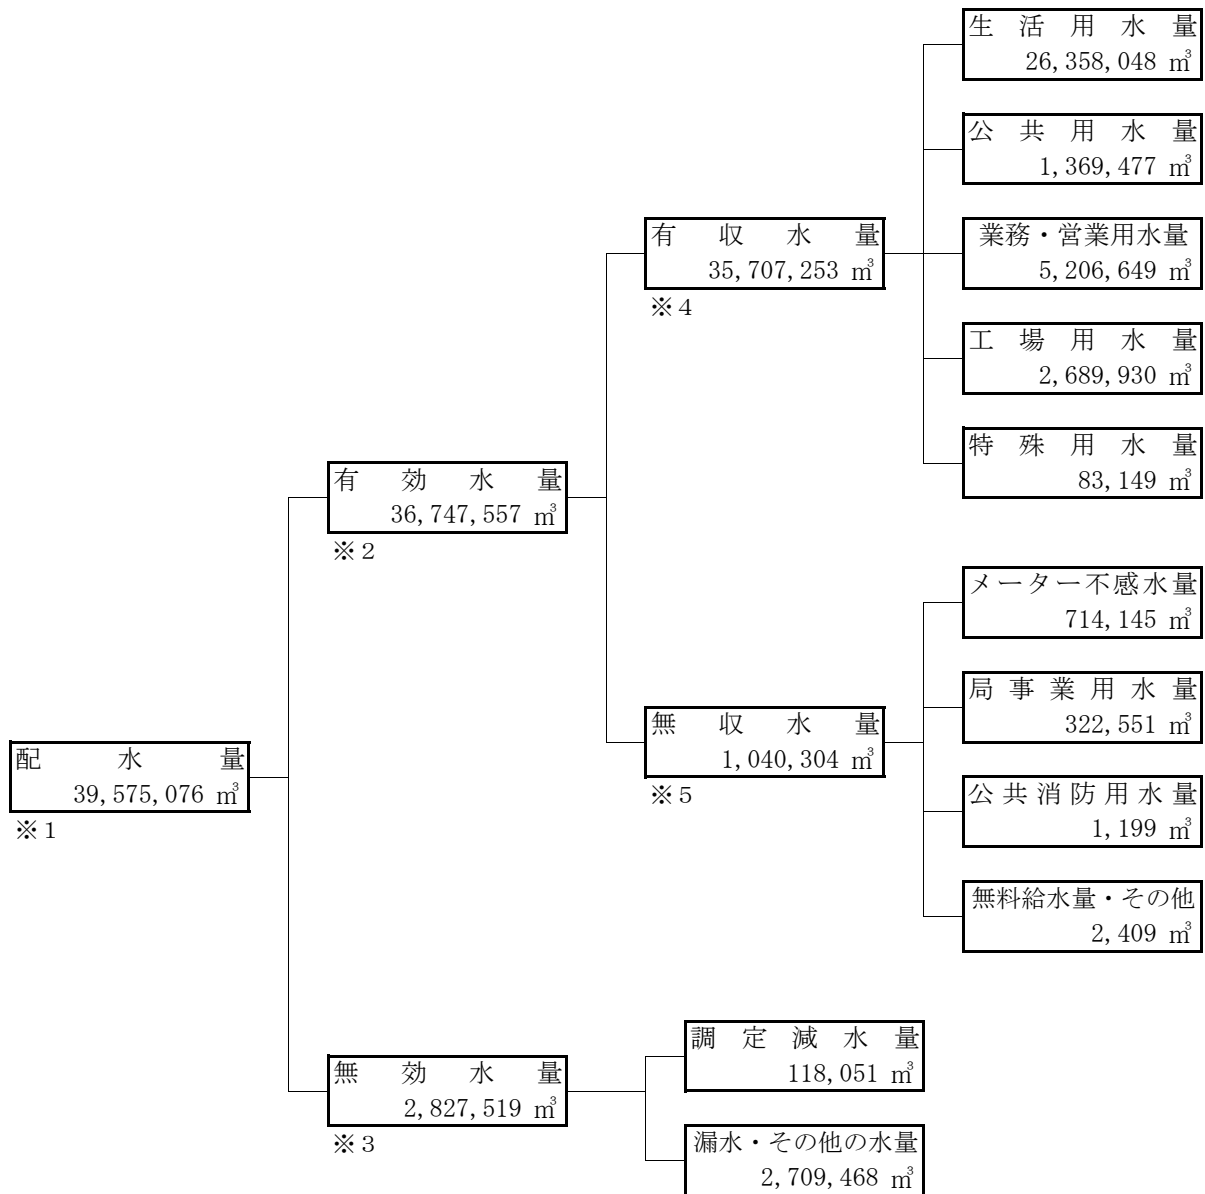 生活用水量
26,358,048 ㎥
公共用水量
1,369,477 ㎥
有収水量
35,707,253 ㎥
※４
業務・営業用水量
5,206,649 ㎥
工場用水量
2,689,930 ㎥
特殊用水量
83,149 ㎥
有効水量
36,747,557 ㎥
※２
メーター不感水量
714,145 ㎥
局事業用水量
322,551 ㎥
無収水量
1,040,304 ㎥
※５
配水量
39,575,076 ㎥
※１
公共消防用水量
1,199 ㎥
無料給水量・その他
2,409 ㎥
無効水量
2,827,519 ㎥
※３
調定減水量
118,051 ㎥
漏水・その他の水量
2,709,468 ㎥